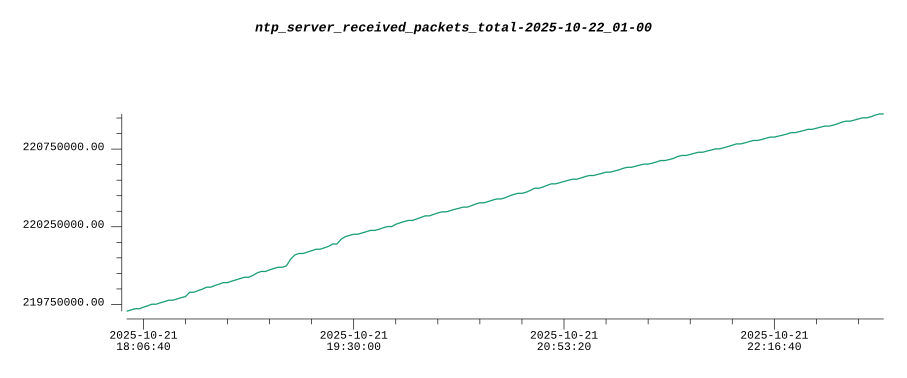 ntp_server_received_packets_total-2025-10-22_01-00
220750000.00
220250000.00
219750000.00
2025-10-21 2025-10-21 2025-10-21 2025-10-21
18:06:40 19:30:00 20:53:20 22:16:40